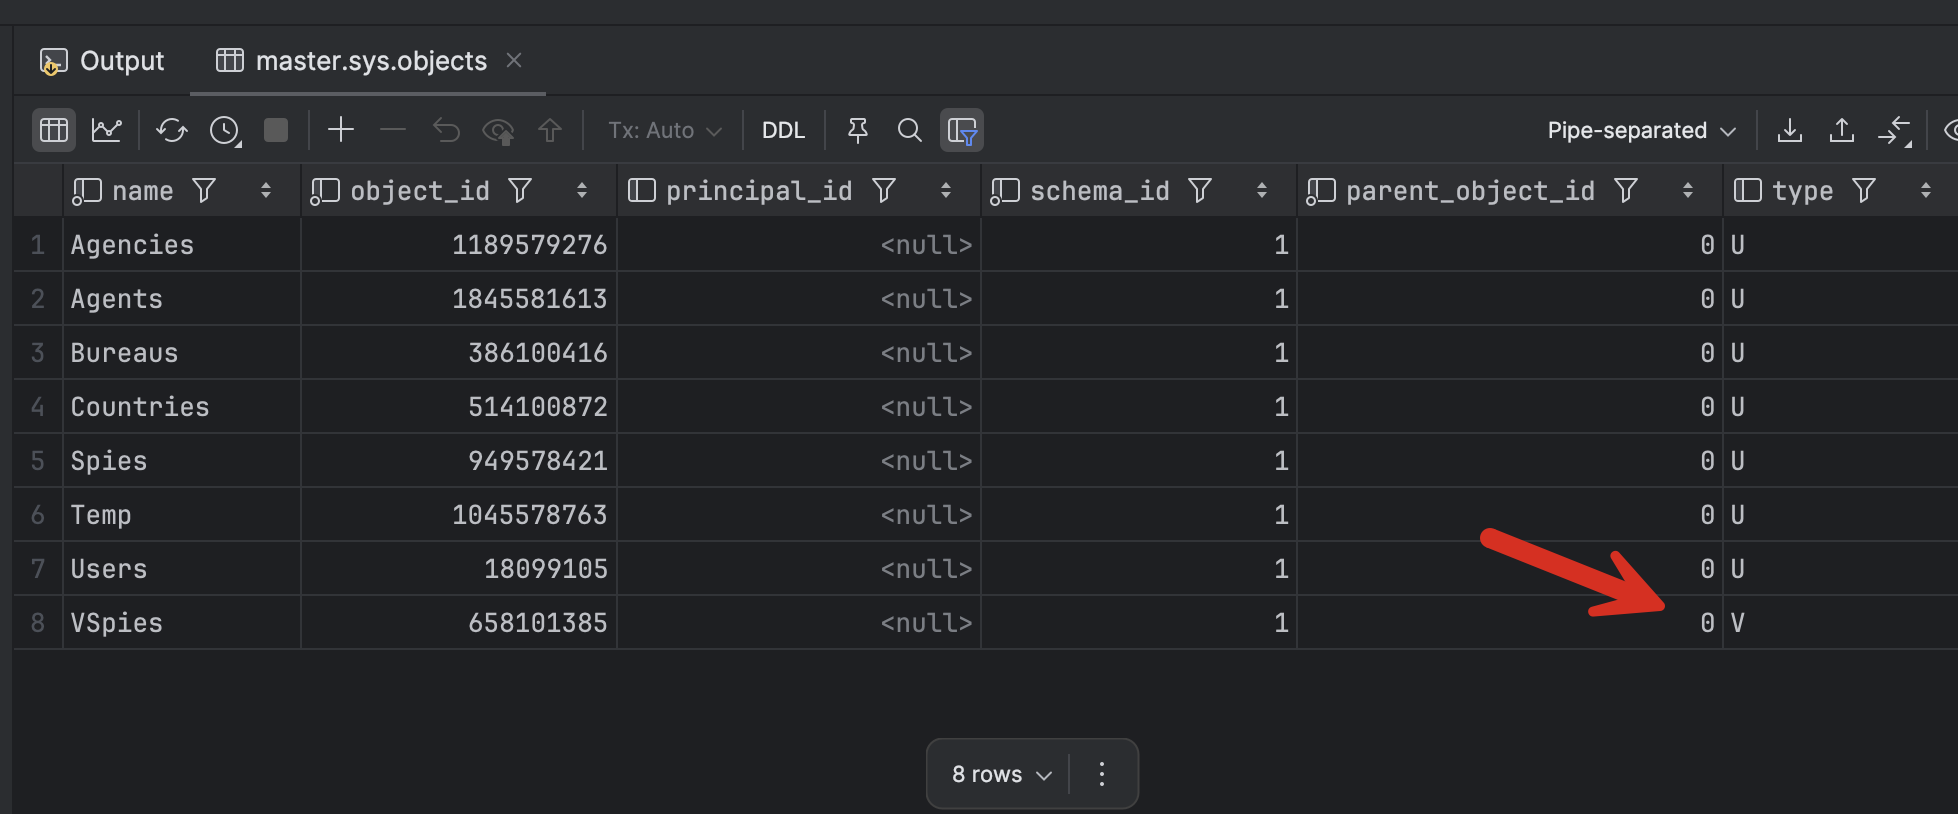 Output master.sys.objects
Tx: Auto DDL Pipe-separated
name object_id principal_id schema_id parent_object_id type
1 Agencies 1189579276 <null> 1 0 U
2 Agents 1845581613 <null> 1 0 U
3 Bureaus 386100416 <null> 1 0 U
4 Countries 514100872 <null> 1 0 U
5 Spies 949578421 <null> 1 0 U
6 Temp 1045578763 <null> 1 0 U
7 Users 18099105 <null> 1 0 U
8 VSpies 658101385 <null> 1 0 V
8 rows